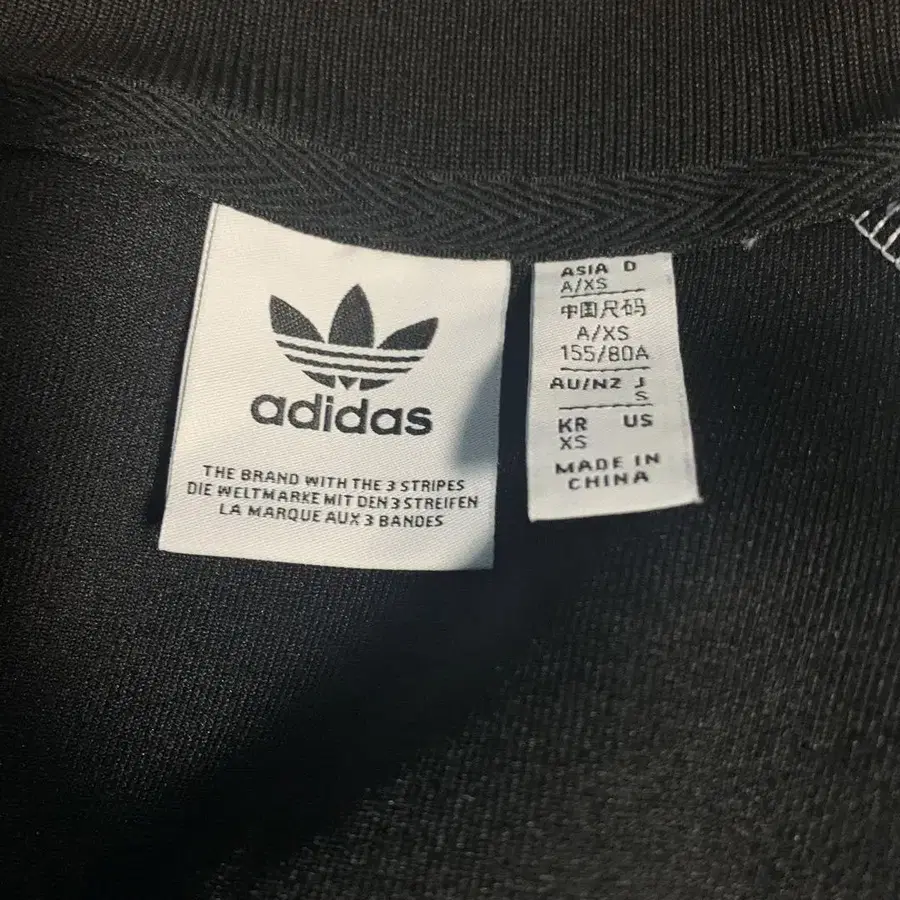 adidas
THE BRAND WITH THE 3 STRIPES
DIE WELTMARKE MIT DEN 3 STREIFEN
LA MARQUE AUX 3 BANDES
ASIA D
A/XS
中国尺码
A/XS
155/80A
AU/NZ J
S
KR US
XS
MADE IN
CHINA